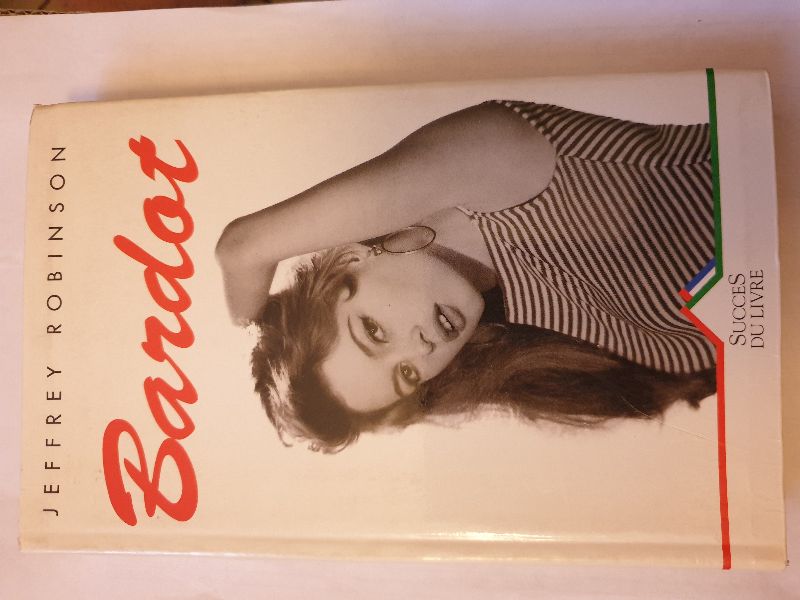 JEFFREY ROBINSON
Bardot
SUCCES
DU LIVRE